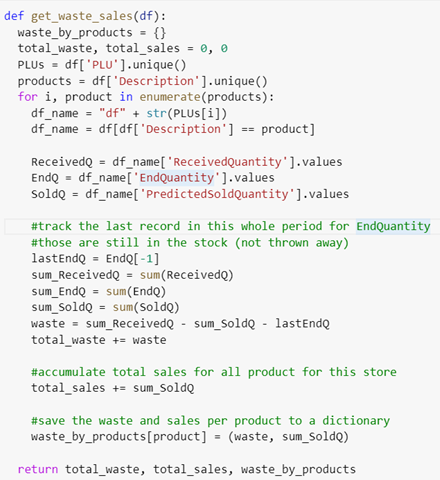 def get_waste_sales(df):
  waste_by_products = {}
  total_waste, total_sales = 0, 0
  PLUs = df['PLU'].unique()
  products = df['Description'].unique()
  for i, product in enumerate(products):
    df_name = "df" + str(PLUs[i])
    df_name = df[df['Description'] == product]

    ReceivedQ = df_name['ReceivedQuantity'].values
    EndQ = df_name['EndQuantity'].values
    SoldQ = df_name['PredictedSoldQuantity'].values

    #track the last record in this whole period for EndQuantity
    #those are still in the stock (not thrown away)
    lastEndQ = EndQ[-1]
    sum_ReceivedQ = sum(ReceivedQ)
    sum_EndQ = sum(EndQ)
    sum_SoldQ = sum(SoldQ)
    waste = sum_ReceivedQ - sum_SoldQ - lastEndQ
    total_waste += waste

    #accumulate total sales for all product for this store
    total_sales += sum_SoldQ

    #save the waste and sales per product to a dictionary
    waste_by_products[product] = (waste, sum_SoldQ)

  return total_waste, total_sales, waste_by_products